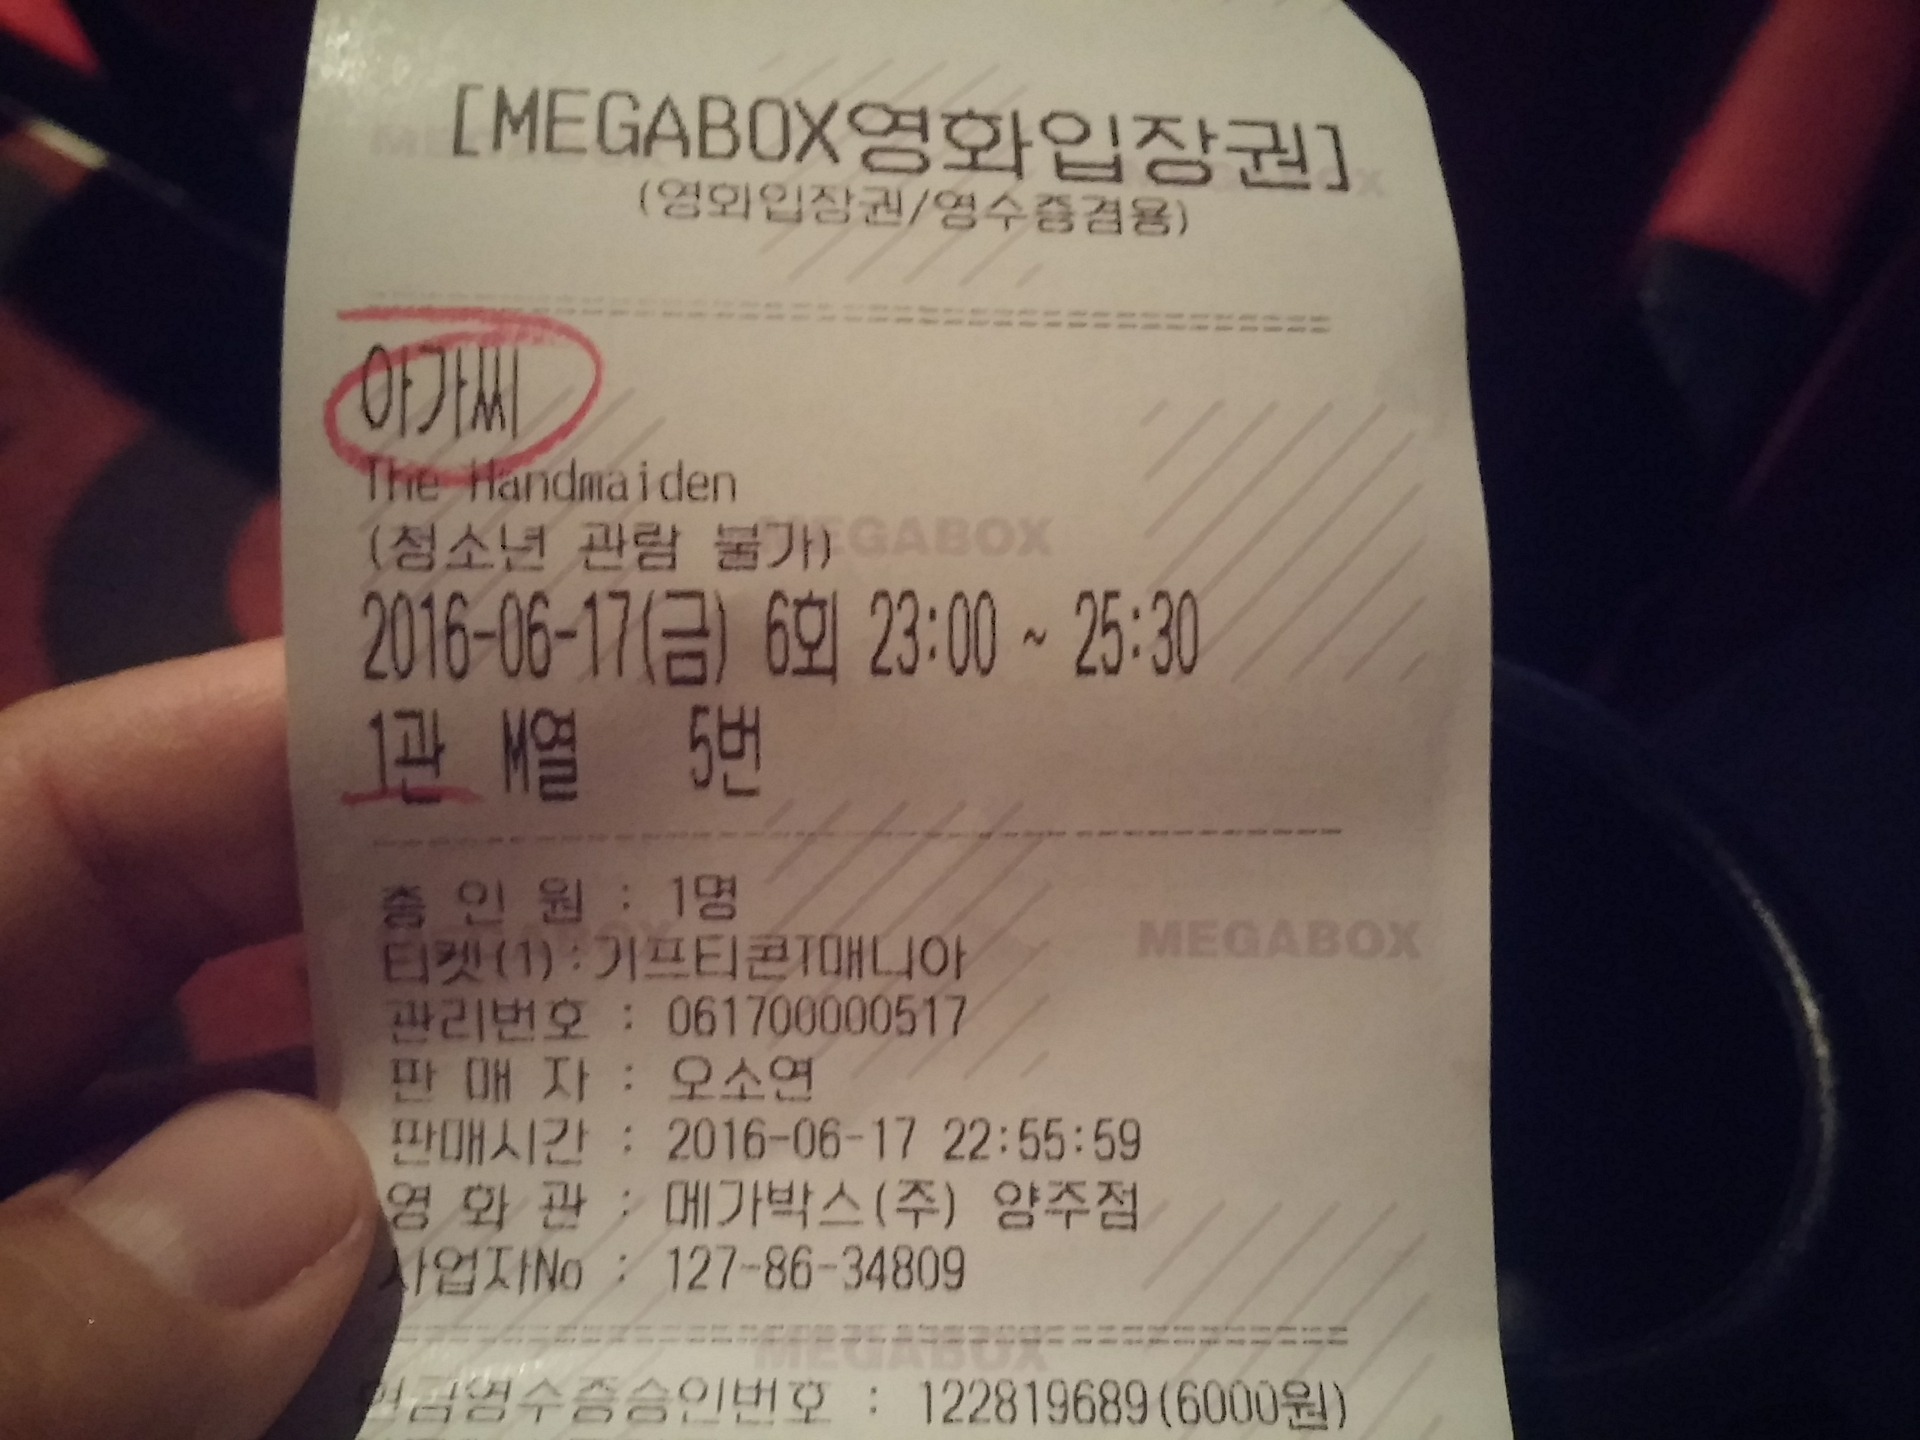 [MEGABOX영화입장권]
(영화입장권/영수증겸용)
아가씨
The Handmaiden
(청소년 관람 불가)
2016-06-17(금) 6회 23:00 ~ 25:30
1관 M열 5번
총 인 원 : 1명
티켓(1):기프티콘T매니아
관리번호 : 061700000517
판 매 자 : 오소연
판매시간 : 2016-06-17 22:55:59
영 화 관 : 메가박스(주) 양주점
사업자No : 127-86-34809
현금영수증승인번호 : 122819689(6000원)
MEGABOX
MEGABOX
MEGABOX